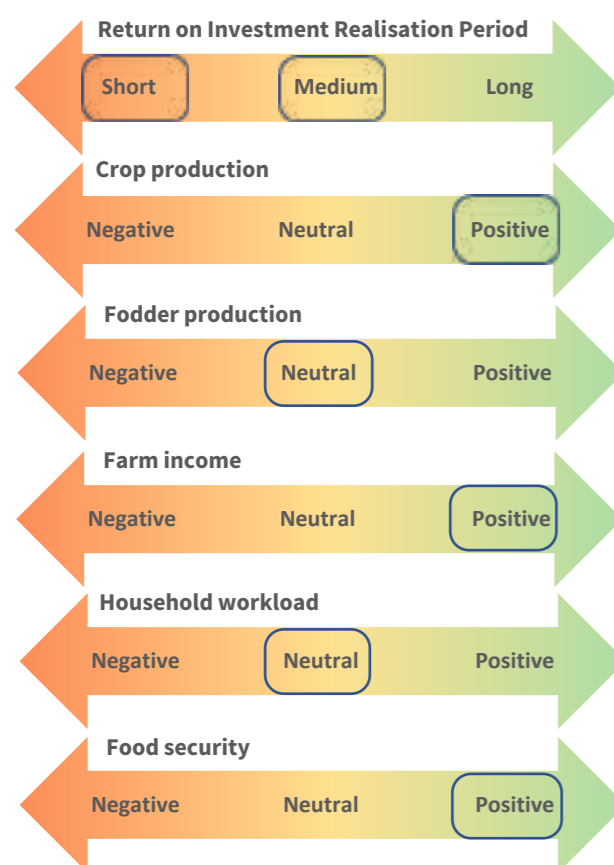 Return on Investment Realisation Period
Short Medium Long
Crop production
Negative Neutral Positive
Fodder production
Negative Neutral Positive
Farm income
Negative Neutral Positive
Household workload
Negative Neutral Positive
Food security
Negative Neutral Positive